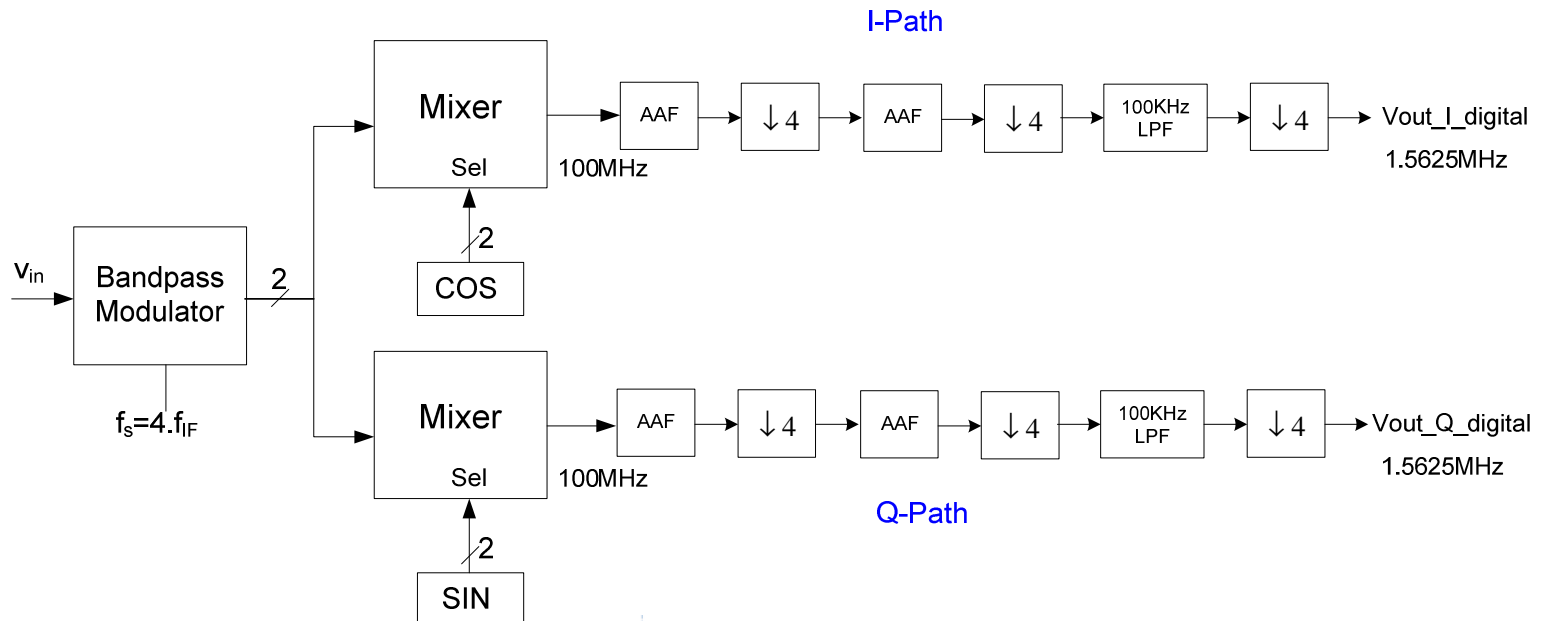 I-Path
Mixer
Sel
100MHz
AAF
↓4
AAF
↓4
100KHz
LPF
↓4
Vout_I_digital
1.5625MHz
2
COS
vin
Bandpass
Modulator
2
fs=4.fIF
Mixer
Sel
100MHz
AAF
↓4
AAF
↓4
100KHz
LPF
↓4
Vout_Q_digital
1.5625MHz
Q-Path
2
SIN